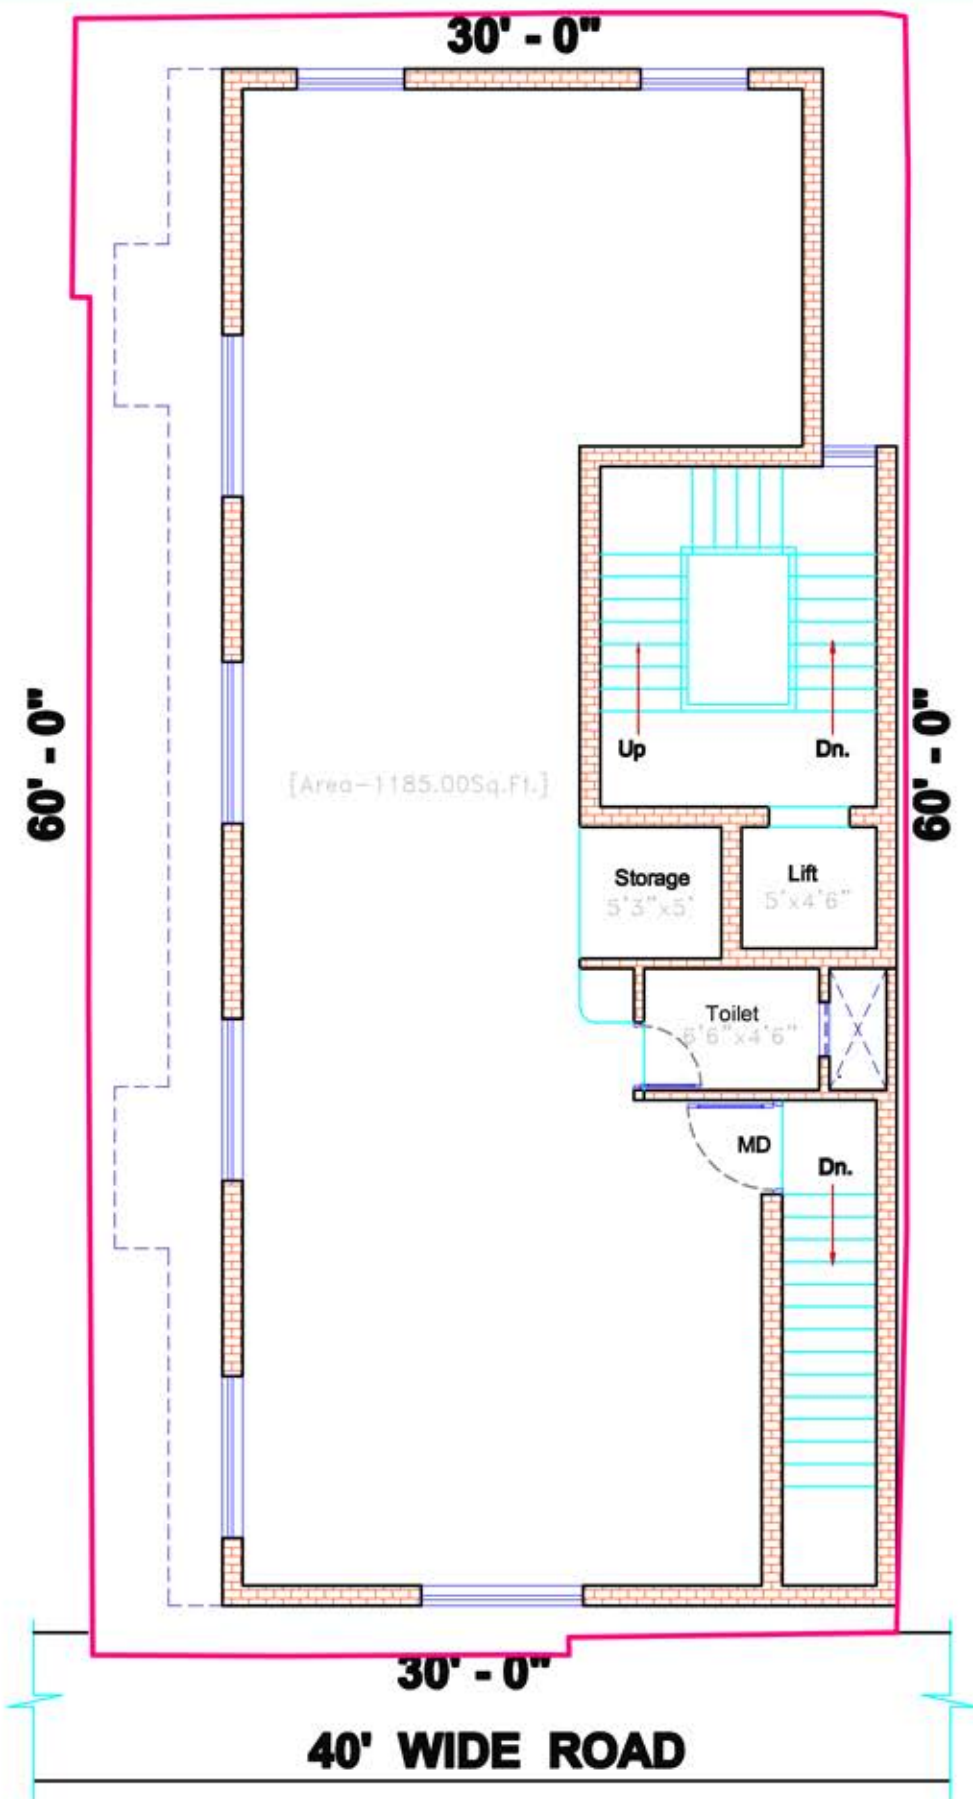 30' - 0"
60' - 0"
60' - 0"
Up
Dn.
[Area-1185.00Sq.Ft.]
Storage
5'3"x5'
Lift
5'x4'6"
Toilet
6'6"x4'6"
MD
Dn.
30' - 0"
40' WIDE ROAD